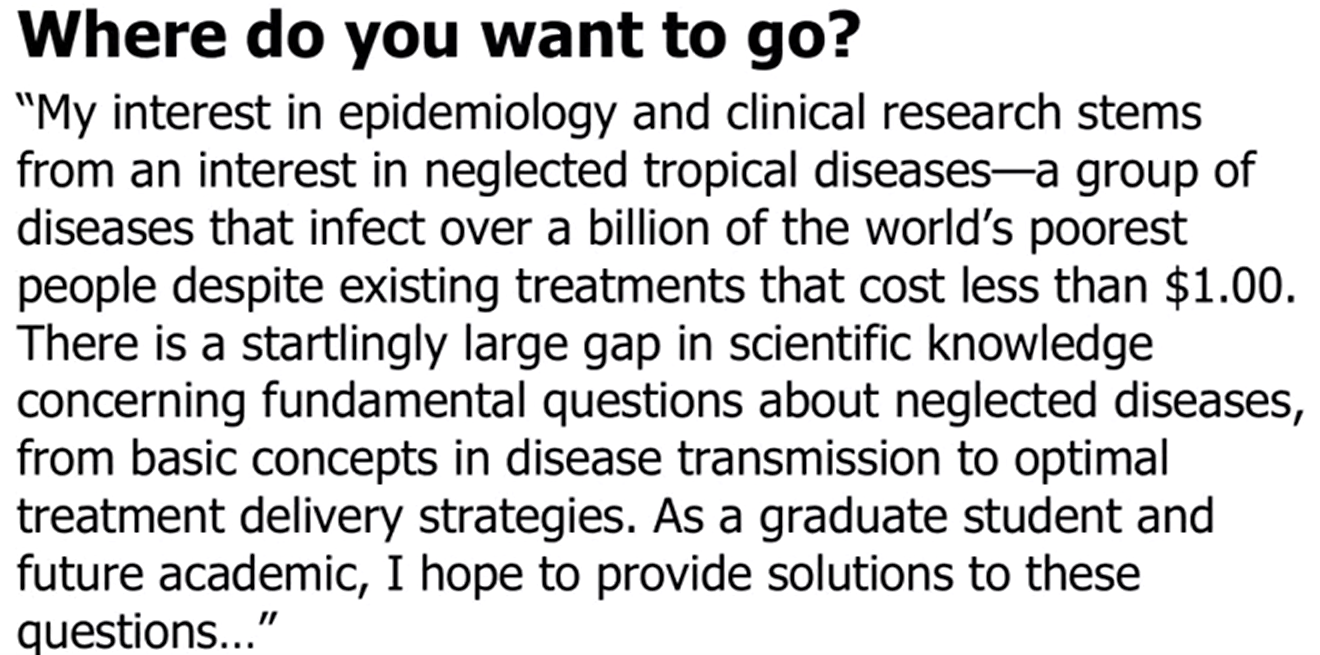 Where do you want to go?
“My interest in epidemiology and clinical research stems
from an interest in neglected tropical diseases—a group of
diseases that infect over a billion of the world’s poorest
people despite existing treatments that cost less than $1.00.
There is a startlingly large gap in scientific knowledge
concerning fundamental questions about neglected diseases,
from basic concepts in disease transmission to optimal
treatment delivery strategies. As a graduate student and
future academic, I hope to provide solutions to these
questions…”